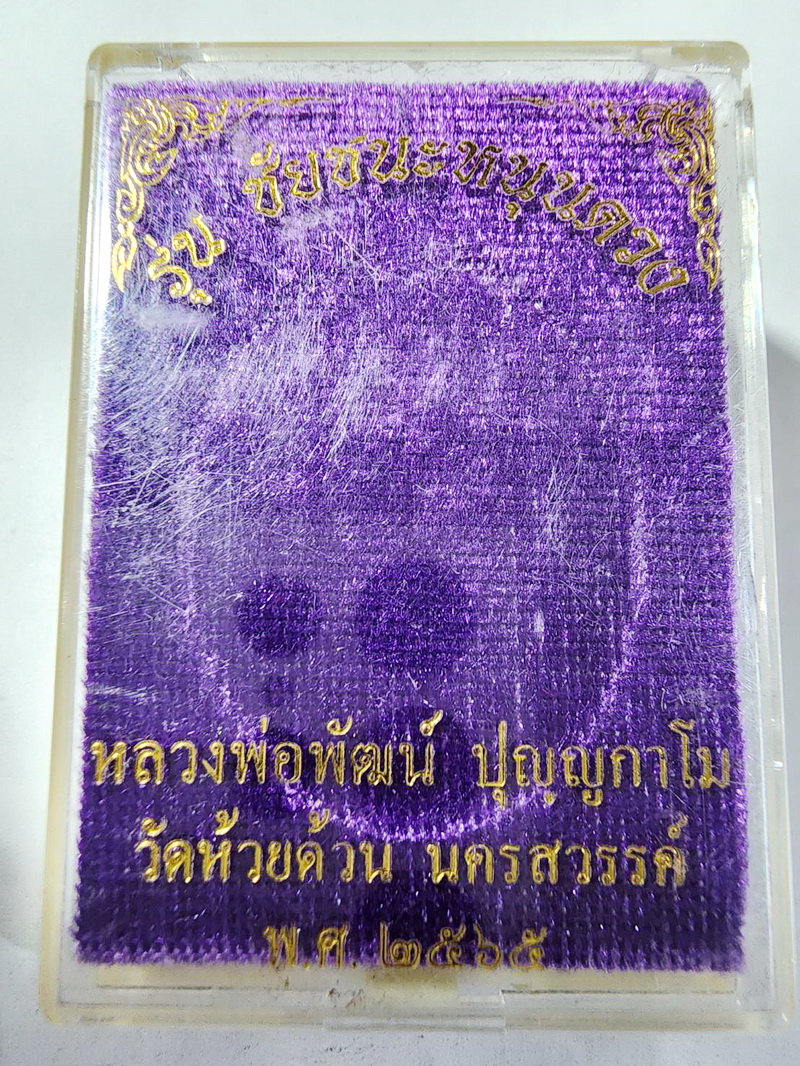 รุ่น ชัยชนะหนุนดวง
หลวงพ่อพัฒน์ ปุญฺญกาโม
วัดห้วยด้วน นครสวรรค์
พ.ศ. ๒๕๖๕